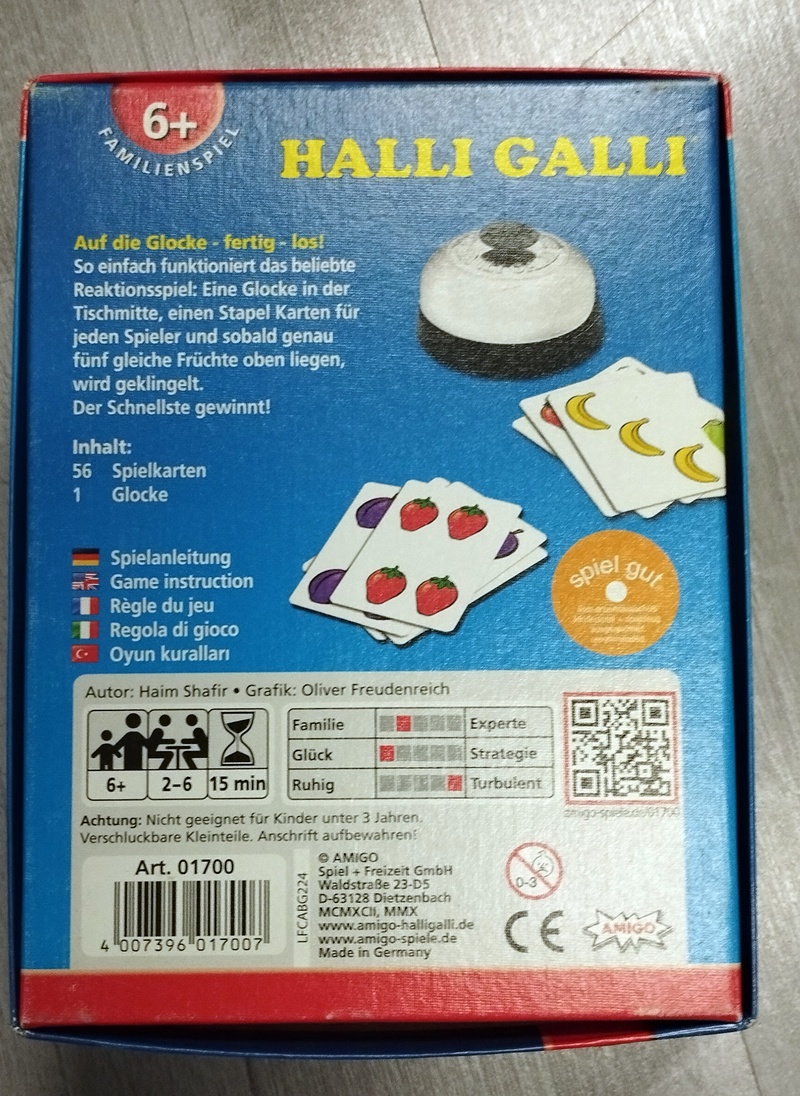 6+
FAMILIENSPIEL
HALLI GALLI
Auf die Glocke - fertig - los!
So einfach funktioniert das beliebte
Reaktionsspiel: Eine Glocke in der
Tischmitte, einen Stapel Karten für
jeden Spieler und sobald genau
fünf gleiche Früchte oben liegen,
wird geklingelt.
Der Schnellste gewinnt!
Inhalt:
56 Spielkarten
1 Glocke
Spielanleitung
Game instruction
Règle du jeu
Regola di gioco
Oyun kuralları
spiel gut
Autor: Haim Shafir • Grafik: Oliver Freudenreich
6+ 2–6 15 min
Familie Experte
Glück Strategie
Ruhig Turbulent
amigo-spiele.de/01700
Achtung: Nicht geeignet für Kinder unter 3 Jahren.
Verschluckbare Kleinteile. Anschrift aufbewahren!
Art. 01700
4 007396 017007
LFCABG224
© AMIGO
Spiel + Freizeit GmbH
Waldstraße 23-D5
D-63128 Dietzenbach
MCMXCII, MMX
www.amigo-halligalli.de
www.amigo-spiele.de
Made in Germany
0-3
CE
AMIGO